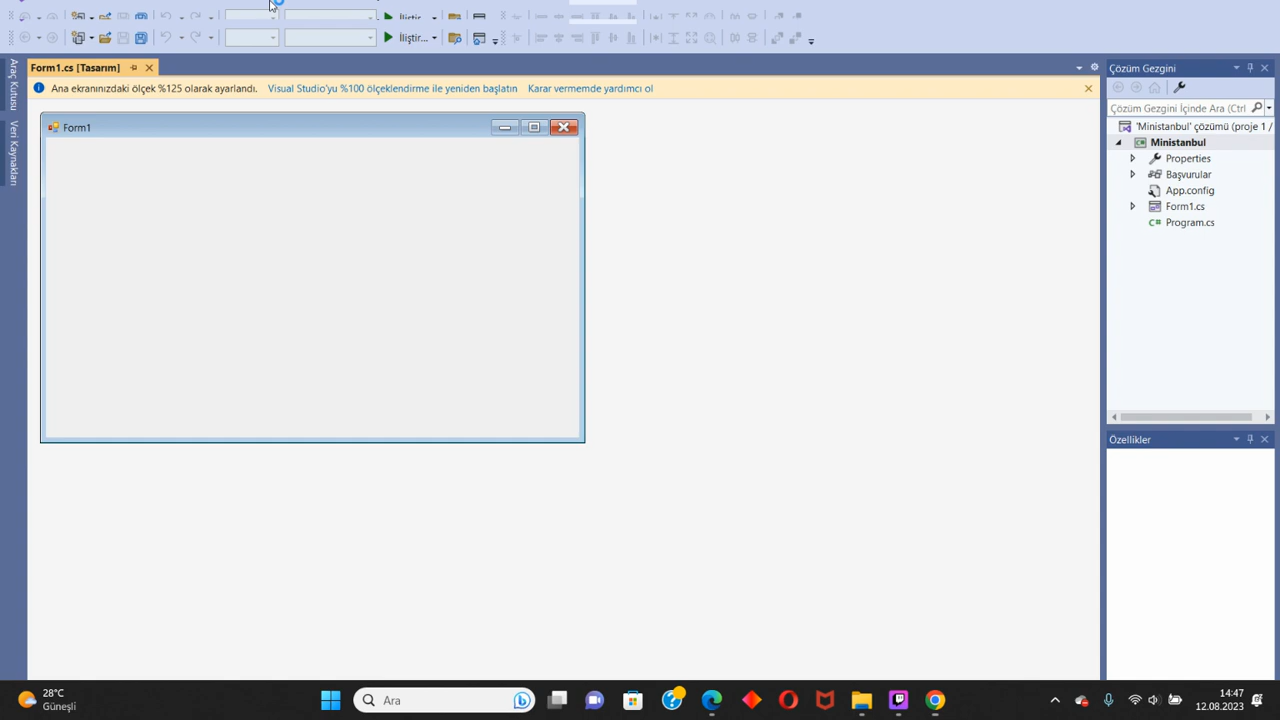 İliştir...
İliştir...
Form1.cs [Tasarım]
Ana ekranınızdaki ölçek %125 olarak ayarlandı. Visual Studio'yu %100 ölçeklendirme ile yeniden başlatın Karar vermemde yardımcı ol
Araç Kutusu
Veri Kaynakları
Form1
Çözüm Gezgini
Çözüm Gezgini İçinde Ara (Ctrl
'Ministanbul' çözümü (proje 1 /
Ministanbul
Properties
Başvurular
App.config
Form1.cs
C# Program.cs
Özellikler
28°C
Güneşli
Ara
14:47
12.08.2023